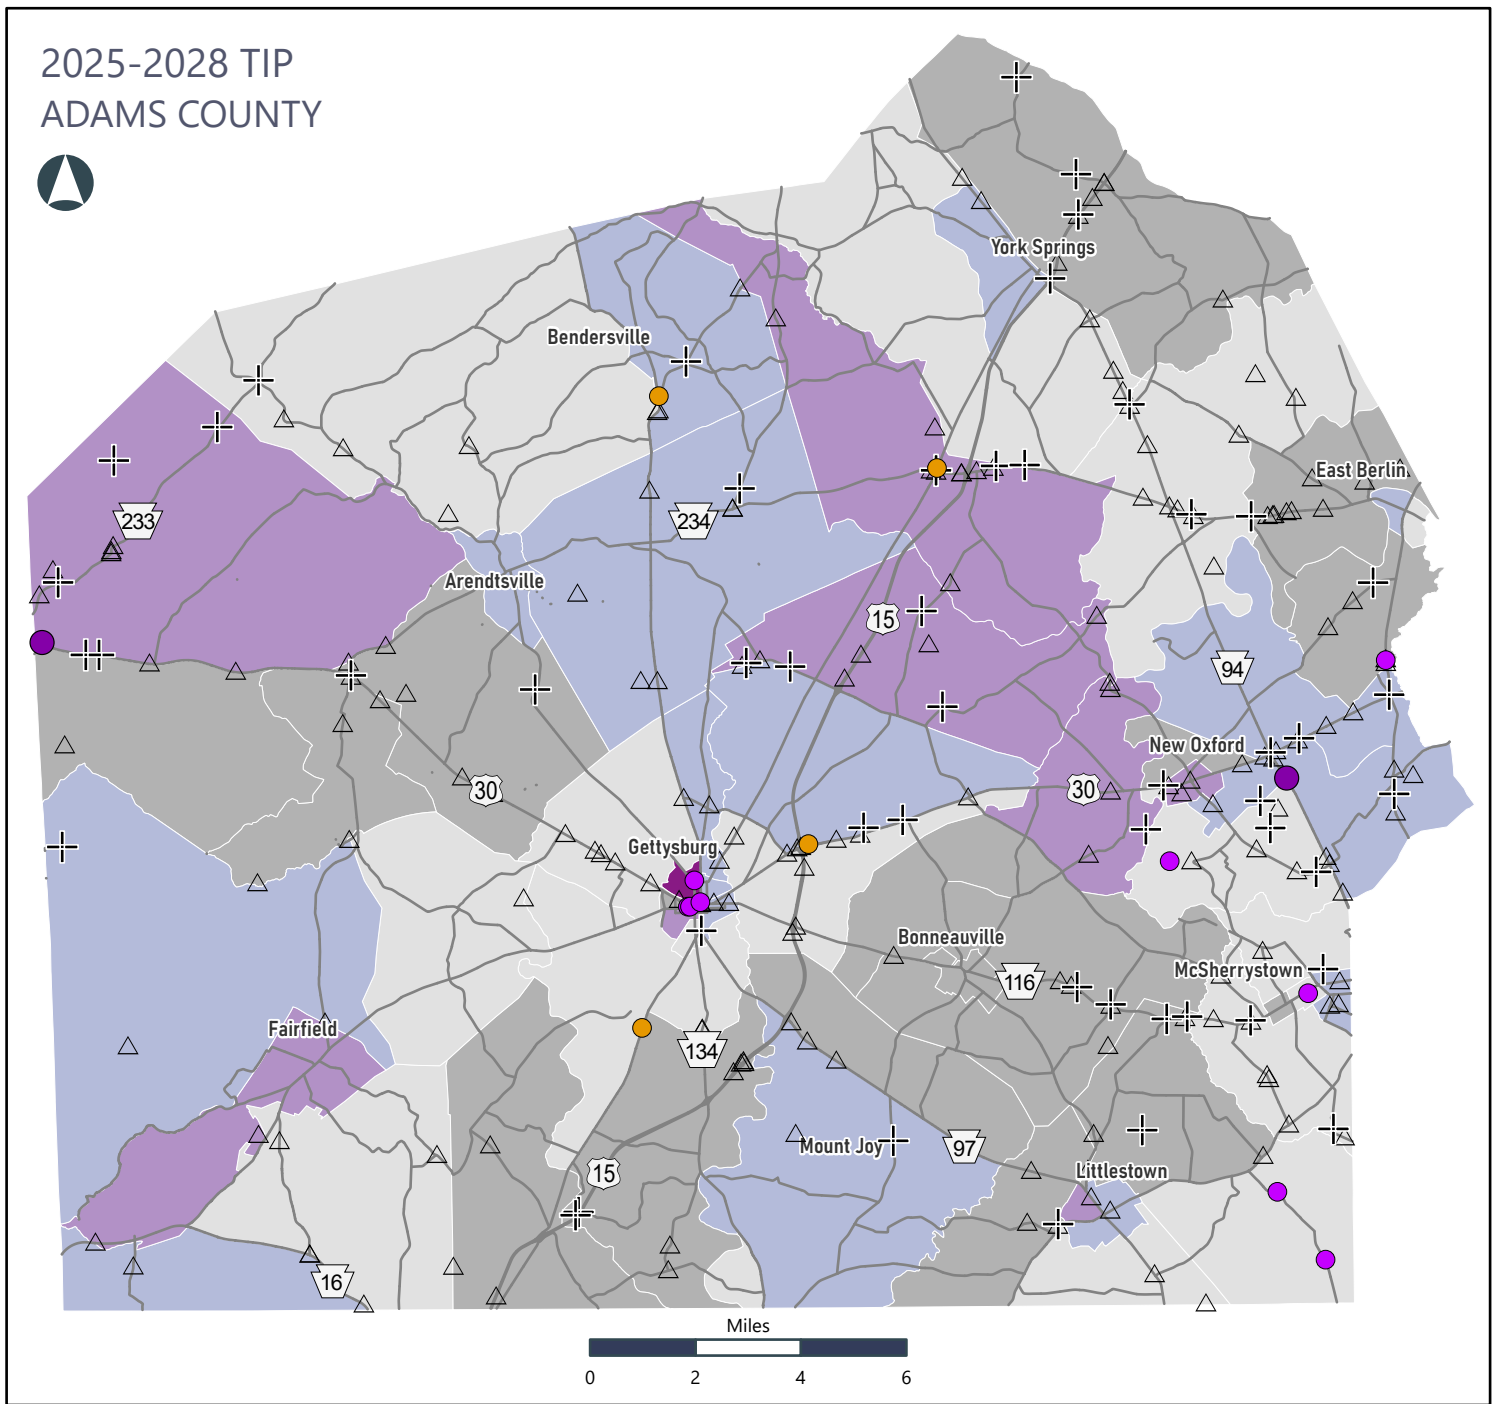 2025-2028 TIP
ADAMS COUNTY
York Springs
Bendersville
East Berlin
233
234
Arendtsville
15
94
New Oxford
30
30
Gettysburg
Bonneauville
McSherrystown
116
Fairfield
134
Mount Joy
97
Littlestown
15
16
Miles
0 2 4 6